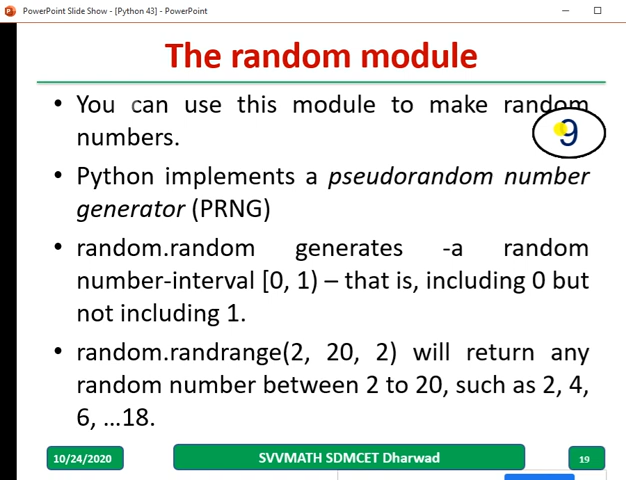 PowerPoint Slide Show - [Python 43] - PowerPoint
The random module
• You can use this module to make random
numbers.
9
• Python implements a pseudorandom number
generator (PRNG)
• random.random generates -a random
number-interval [0, 1) – that is, including 0 but
not including 1.
• random.randrange(2, 20, 2) will return any
random number between 2 to 20, such as 2, 4,
6, …18.
10/24/2020
SVVMATH SDMCET Dharwad
19